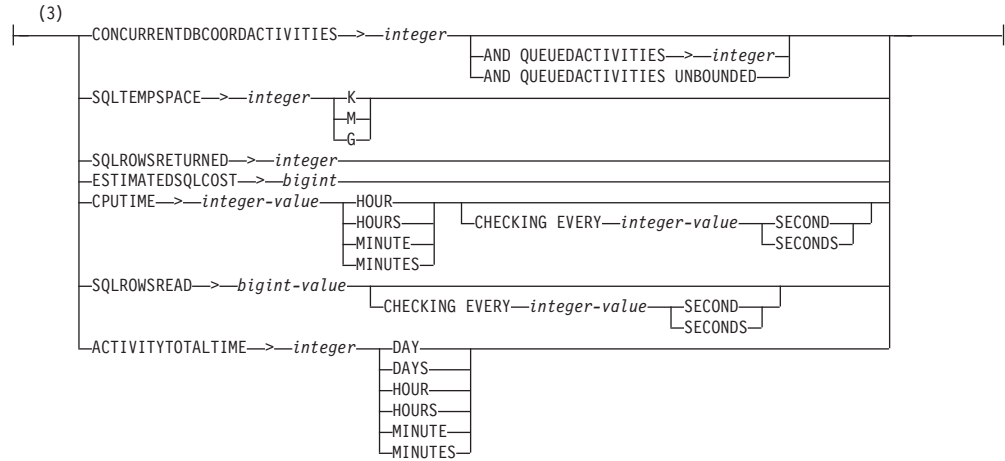 (3)
CONCURRENTDBCOORDACTIVITIES > integer
AND QUEUEDACTIVITIES > integer
AND QUEUEDACTIVITIES UNBOUNDED
SQLTEMPSPACE > integer K
M
G
SQLROWSRETURNED > integer
ESTIMATEDSQLCOST > bigint
CPUTIME > integer-value HOUR
HOURS CHECKING EVERY integer-value SECOND
MINUTE SECONDS
MINUTES
SQLROWSREAD > bigint-value
CHECKING EVERY integer-value SECOND
SECONDS
ACTIVITYTOTALTIME > integer DAY
DAYS
HOUR
HOURS
MINUTE
MINUTES